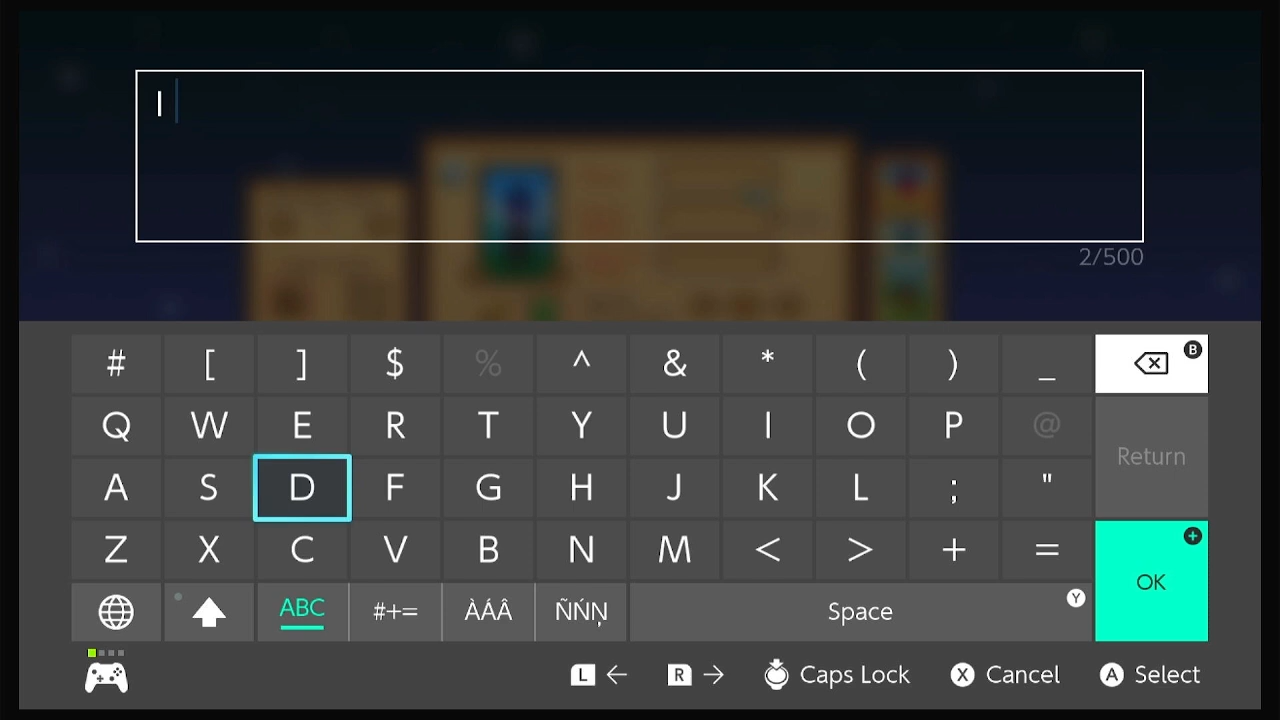 I
2/500
# [ ] $ % ^ & * ( ) _ B
Q W E R T Y U I O P @ Return
A S D F G H J K L ; "
Z X C V B N M < > + = OK +
ABC #+= ÀÁÂ ÑŃŅ Space Y
L ← R → Caps Lock X Cancel A Select